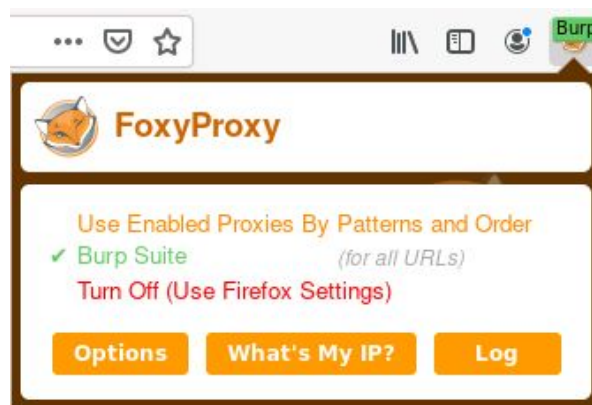 Burp
FoxyProxy
Use Enabled Proxies By Patterns and Order
✔ Burp Suite (for all URLs)
Turn Off (Use Firefox Settings)
Options What's My IP? Log